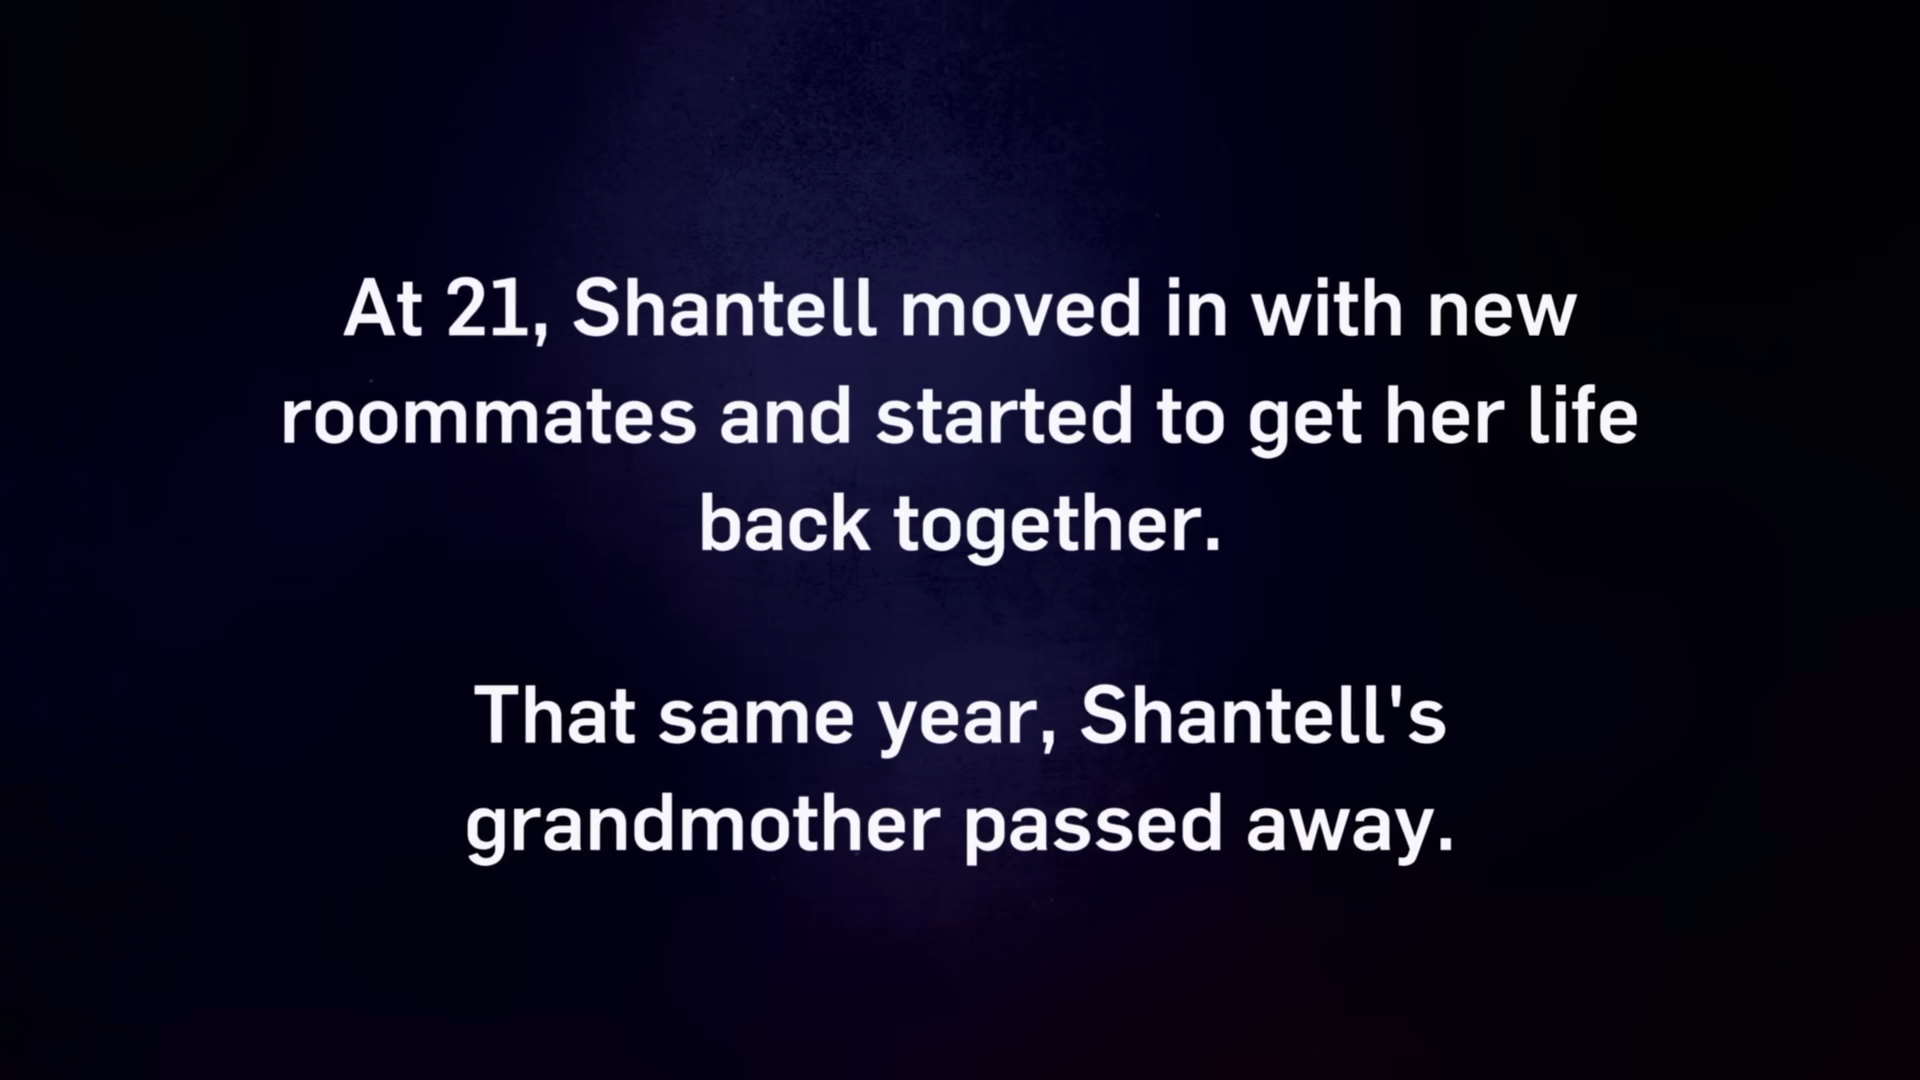 At 21, Shantell moved in with new
roommates and started to get her life
back together.
That same year, Shantell's
grandmother passed away.